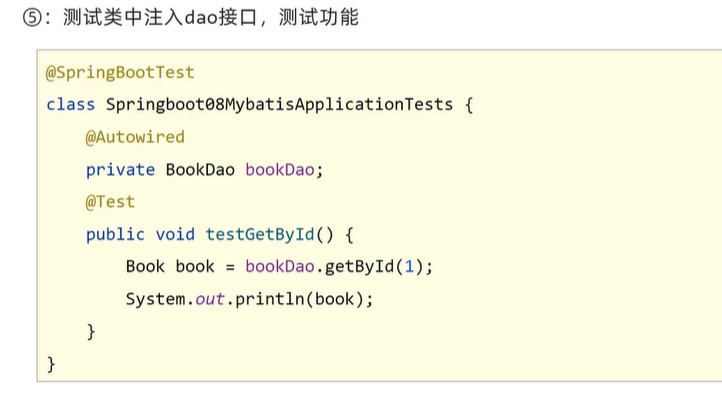 ⑤：测试类中注入dao接口，测试功能
@SpringBootTest
class Springboot08MybatisApplicationTests {
    @Autowired
    private BookDao bookDao;
    @Test
    public void testGetById() {
        Book book = bookDao.getById(1);
        System.out.println(book);
    }
}